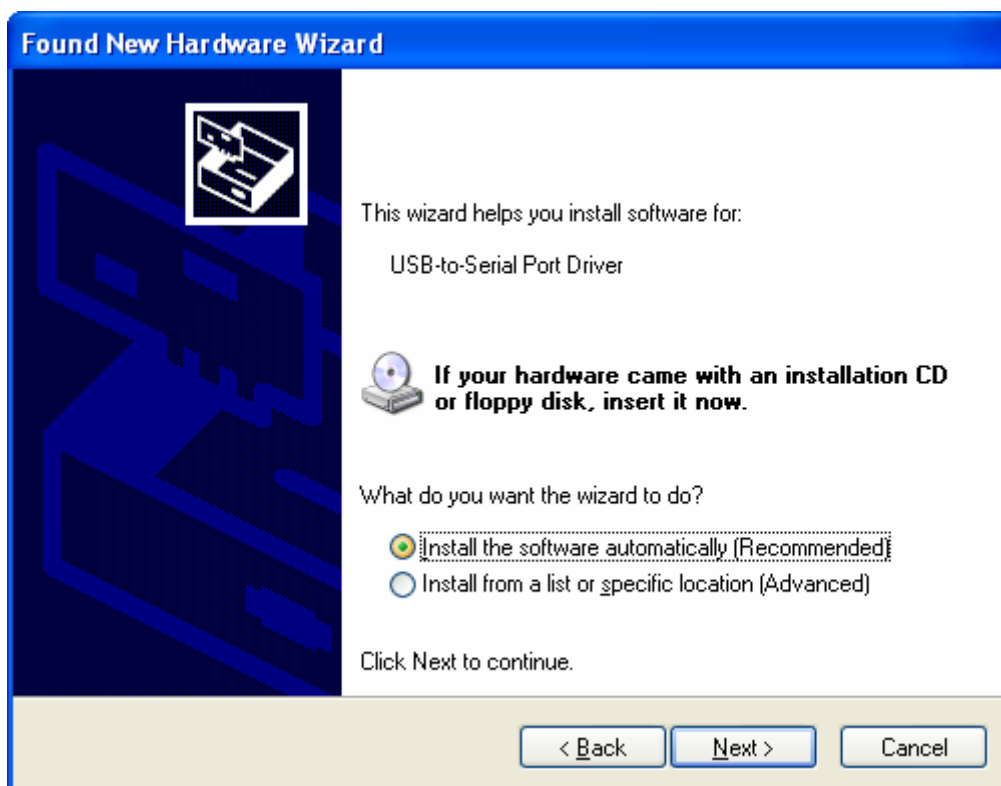 Found New Hardware Wizard
This wizard helps you install software for:
USB-to-Serial Port Driver
If your hardware came with an installation CD
or floppy disk, insert it now.
What do you want the wizard to do?
Install the software automatically (Recommended)
Install from a list or specific location (Advanced)
Click Next to continue.
< Back Next > Cancel